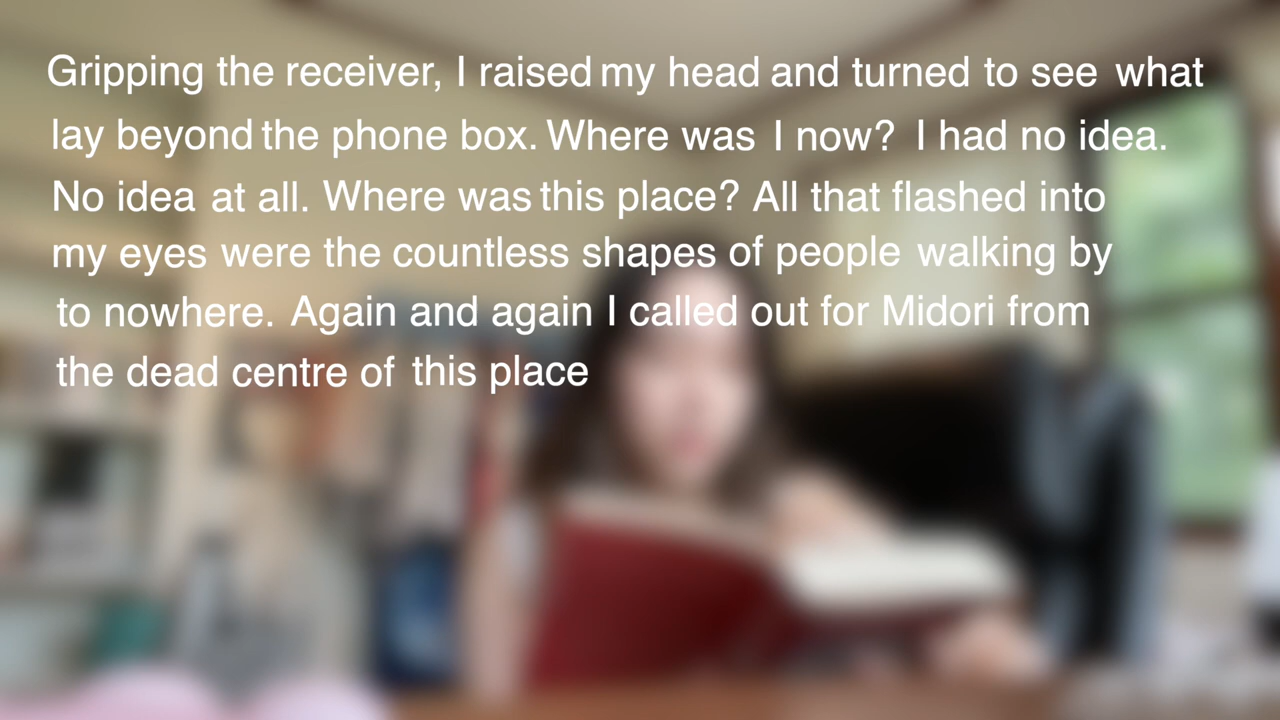 Gripping the receiver, I raised my head and turned to see what
lay beyond the phone box. Where was I now? I had no idea.
No idea at all. Where was this place? All that flashed into
my eyes were the countless shapes of people walking by
to nowhere. Again and again I called out for Midori from
the dead centre of this place